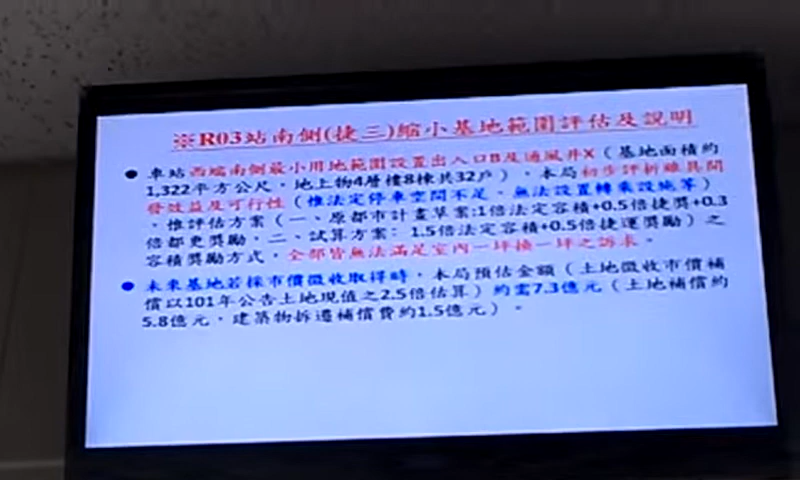 ※R03站南側(捷三)縮小基地範圍評估及說明
● 車站西端南側最小用地範圍設置出入口B及通風井X（基地面積約
1,322平方公尺，地上物4層樓8棟共32戶），本局初步評析雖具開
發效益及可行性（惟法定停車空間不足，無法設置轉乘設施等）
，惟評估方案（一、原都市計畫草案:1倍法定容積+0.5倍捷獎+0.3
倍都更獎勵，二、試算方案：1.5倍法定容積+0.5倍捷運獎勵）之
容積獎勵方式，全部皆無法滿足室內一坪換一坪之訴求。
● 未來基地若採市價徵收取得時，本局預估金額（土地徵收市價補
償以101年公告土地現值之2.5倍估算）約需7.3億元（土地補償約
5.8億元，建築物拆遷補償費約1.5億元）。